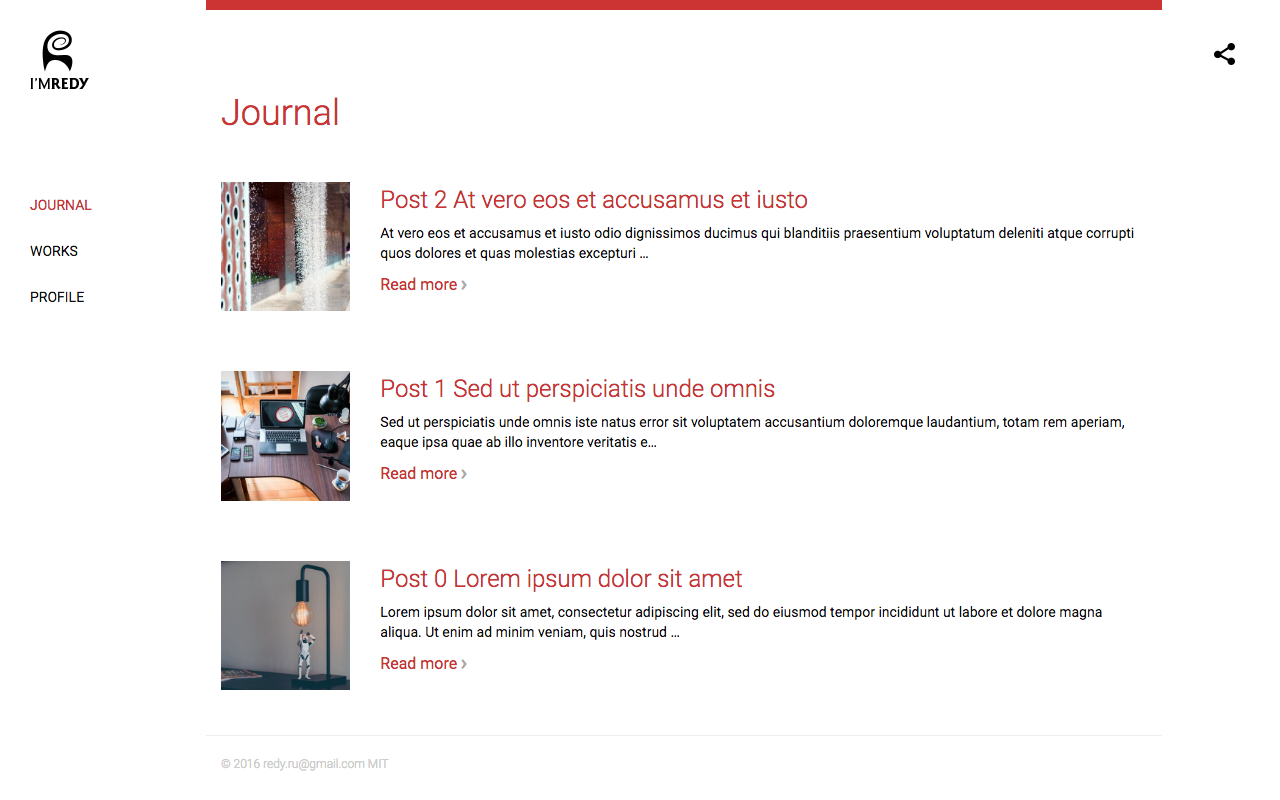 I'MREDY
JOURNAL
WORKS
PROFILE
Journal
Post 2 At vero eos et accusamus et iusto
At vero eos et accusamus et iusto odio dignissimos ducimus qui blanditiis praesentium voluptatum deleniti atque corrupti
quos dolores et quas molestias excepturi ...
Read more ›
Post 1 Sed ut perspiciatis unde omnis
Sed ut perspiciatis unde omnis iste natus error sit voluptatem accusantium doloremque laudantium, totam rem aperiam,
eaque ipsa quae ab illo inventore veritatis e...
Read more ›
Post 0 Lorem ipsum dolor sit amet
Lorem ipsum dolor sit amet, consectetur adipiscing elit, sed do eiusmod tempor incididunt ut labore et dolore magna
aliqua. Ut enim ad minim veniam, quis nostrud ...
Read more ›
© 2016 redy.ru@gmail.com MIT